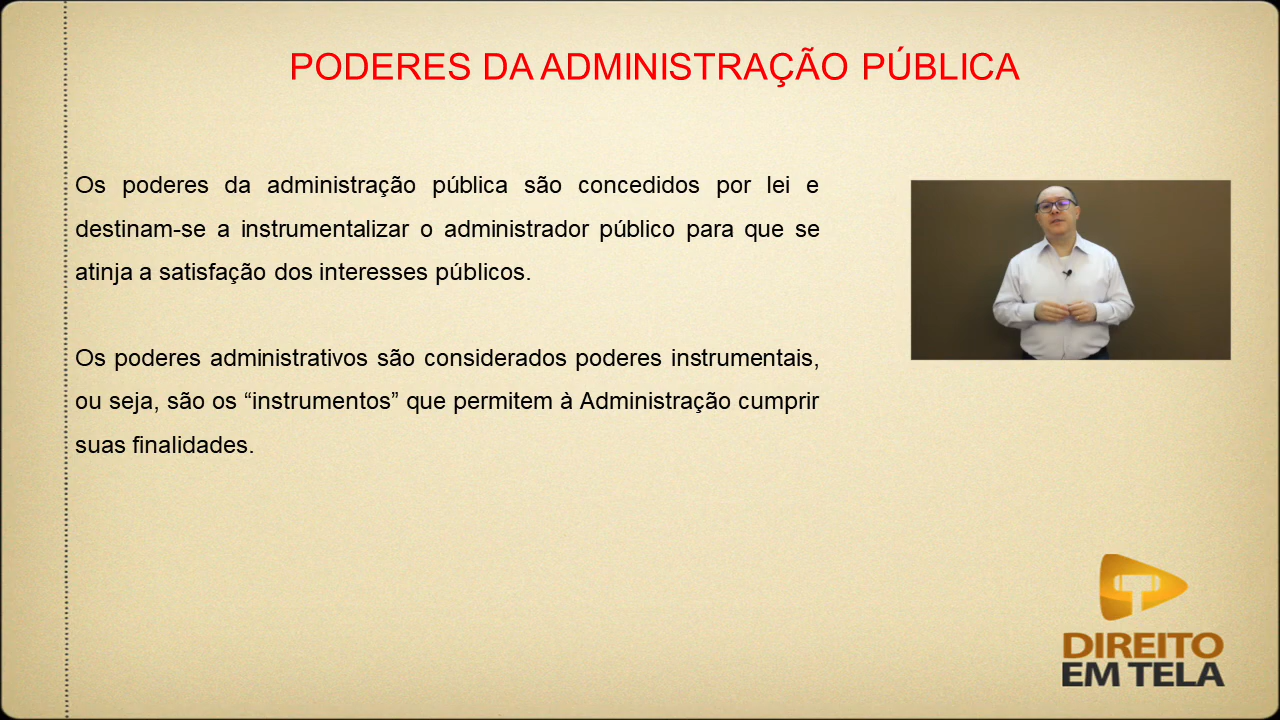 PODERES DA ADMINISTRAÇÃO PÚBLICA
Os poderes da administração pública são concedidos por lei e
destinam-se a instrumentalizar o administrador público para que se
atinja a satisfação dos interesses públicos.
Os poderes administrativos são considerados poderes instrumentais,
ou seja, são os “instrumentos” que permitem à Administração cumprir
suas finalidades.
DIREITO
EM TELA